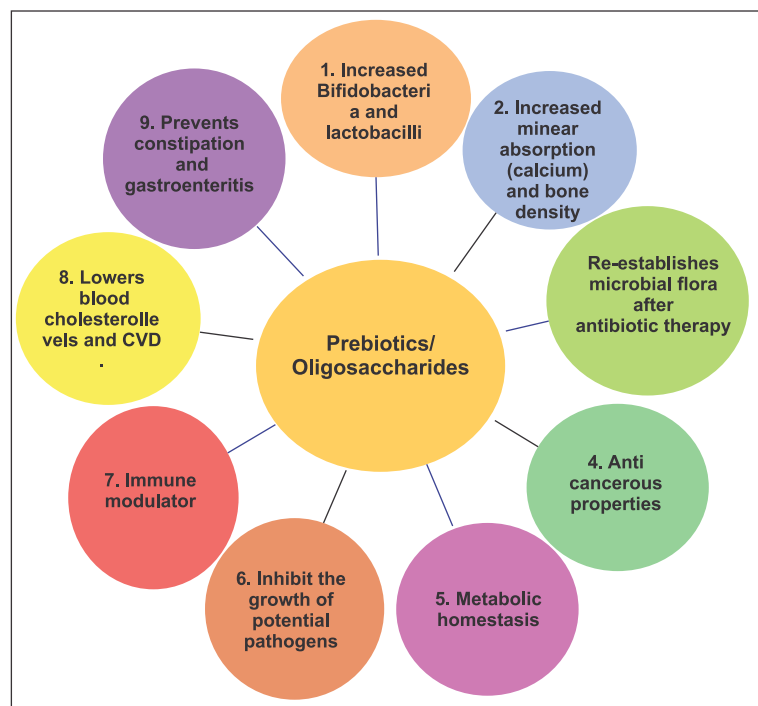 1. Increased
Bifidobacteri
a and
lactobacilli
2. Increased
minear
absorption
(calcium)
and bone
density
Re-establishes
microbial flora
after
antibiotic therapy
4. Anti
cancerous
properties
5. Metabolic
homestasis
6. Inhibit the
growth of
potential
pathogens
7. Immune
modulator
8. Lowers
blood
cholesterolle
vels and CVD
.
9. Prevents
constipation
and
gastroenteritis
Prebiotics/
Oligosaccharides